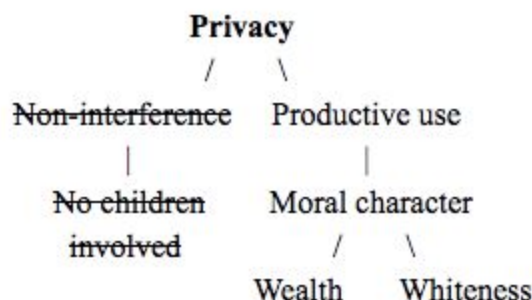 Privacy
/ \
Non-interference Productive use
| |
No children Moral character
involved / \
Wealth Whiteness